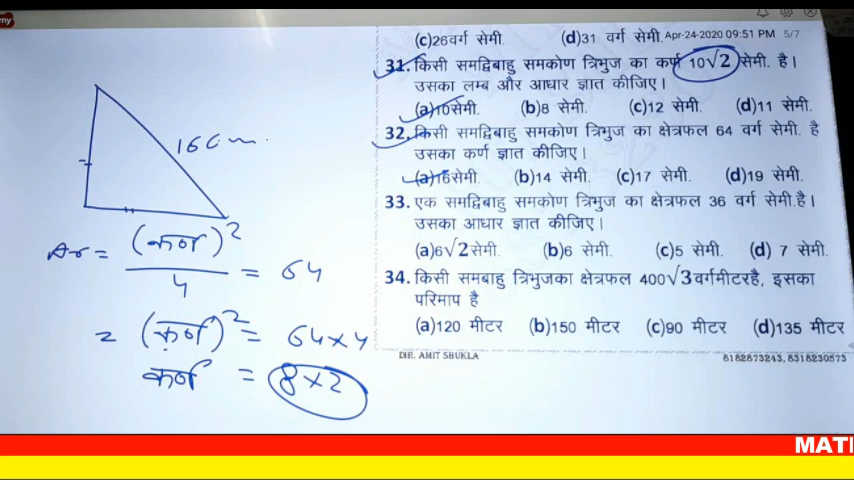 my
(c)26वर्ग सेमी. (d)31 वर्ग सेमी. Apr-24-2020 09:51 PM 5/7
31. किसी समद्विबाहु समकोण त्रिभुज का कर्ण 10√2 सेमी. है।
उसका लम्ब और आधार ज्ञात कीजिए।
(a)10सेमी. (b)8 सेमी. (c)12 सेमी. (d)11 सेमी.
32. किसी समद्विबाहु समकोण त्रिभुज का क्षेत्रफल 64 वर्ग सेमी. है
उसका कर्ण ज्ञात कीजिए।
(a)16सेमी. (b)14 सेमी. (c)17 सेमी. (d)19 सेमी.
33. एक समद्विबाहु समकोण त्रिभुज का क्षेत्रफल 36 वर्ग सेमी.है।
उसका आधार ज्ञात कीजिए।
(a)6√2सेमी. (b)6 सेमी. (c)5 सेमी. (d) 7 सेमी.
34. किसी समबाहु त्रिभुजका क्षेत्रफल 400√3वर्गमीटरहै, इसका
परिमाप है
(a)120 मीटर (b)150 मीटर (c)90 मीटर (d)135 मीटर
DIR. AMIT SHUKLA 8182873243, 8318230573
16cm.
Ar = (कर्ण)² / 4 = 64
= (कर्ण)² = 64×4
कर्ण = 8×2
MATH